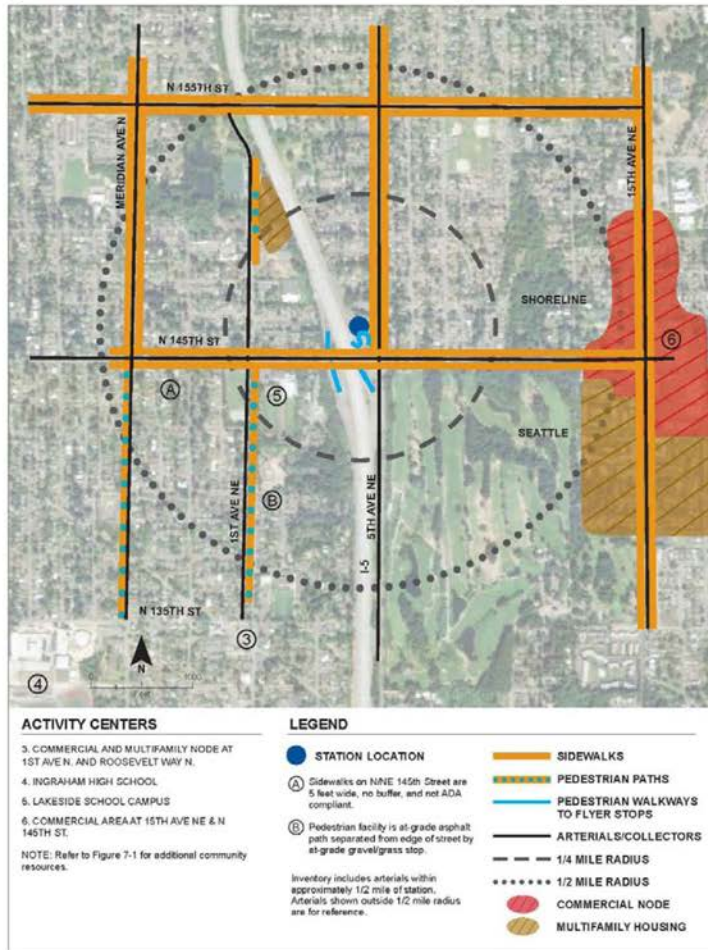 N 155TH ST
MERIDIAN AVE N
15TH AVE NE
SHORELINE
N 145TH ST
6
A
5
SEATTLE
B
1ST AVE NE
5TH AVE NE
I-5
N 135TH ST
3
N
4
0
1000
ACTIVITY CENTERS
3. COMMERCIAL AND MULTIFAMILY NODE AT
1ST AVE N. AND ROOSEVELT WAY N.
4. INGRAHAM HIGH SCHOOL
5. LAKESIDE SCHOOL CAMPUS
6. COMMERCIAL AREA AT 15TH AVE NE & N
145TH ST.
NOTE: Refer to Figure 7-1 for additional community
resources.
LEGEND
STATION LOCATION
A Sidewalks on N/NE 145th Street are
5 feet wide, no buffer, and not ADA
compliant.
B Pedestrian facility is at-grade asphalt
path separated from edge of street by
at-grade gravel/grass stop.
Inventory includes arterials within
approximately 1/2 mile of station.
Arterials shown outside 1/2 mile radius
are for reference.
SIDEWALKS
PEDESTRIAN PATHS
PEDESTRIAN WALKWAYS
TO FLYER STOPS
ARTERIALS/COLLECTORS
1/4 MILE RADIUS
1/2 MILE RADIUS
COMMERCIAL NODE
MULTIFAMILY HOUSING